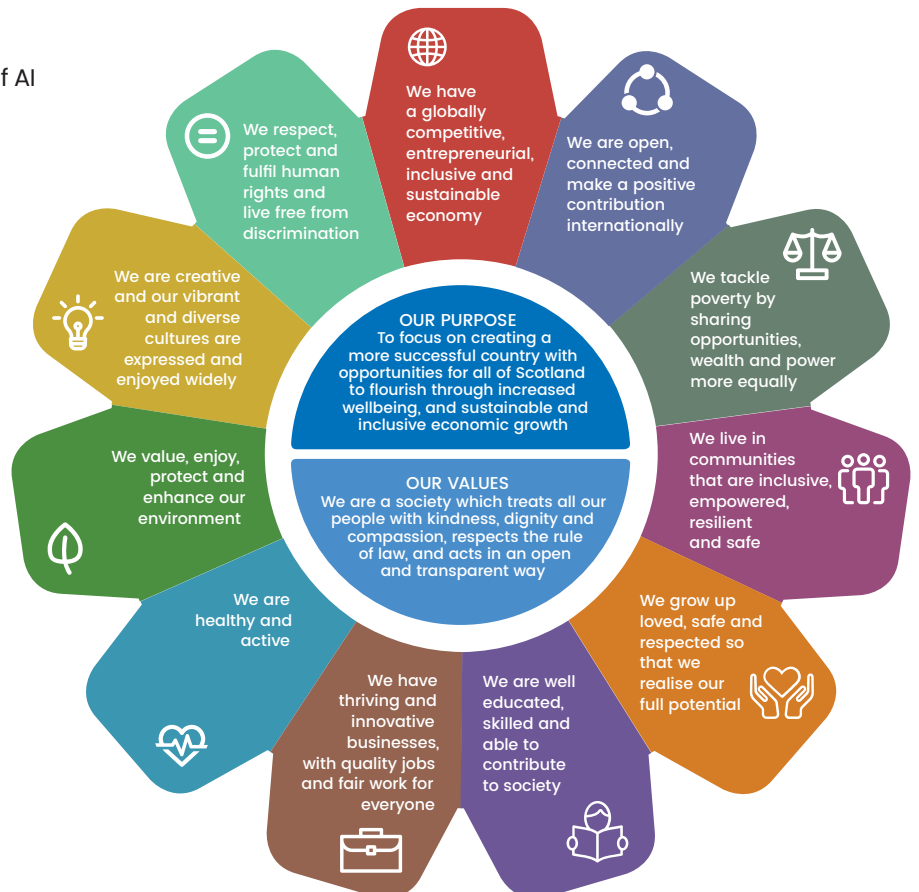 f AI
We have
a globally
competitive,
entrepreneurial,
inclusive and
sustainable
economy
We are open,
connected and
make a positive
contribution
internationally
We tackle
poverty by
sharing
opportunities,
wealth and power
more equally
We live in
communities
that are inclusive,
empowered,
resilient
and safe
We grow up
loved, safe and
respected so
that we
realise our
full potential
We are well
educated,
skilled and
able to
contribute
to society
We have
thriving and
innovative
businesses,
with quality jobs
and fair work for
everyone
We are
healthy and
active
We value, enjoy,
protect and
enhance our
environment
We are creative
and our vibrant
and diverse
cultures are
expressed and
enjoyed widely
We respect,
protect and
fulfil human
rights and
live free from
discrimination
OUR PURPOSE
To focus on creating a
more successful country with
opportunities for all of Scotland
to flourish through increased
wellbeing, and sustainable and
inclusive economic growth
OUR VALUES
We are a society which treats all our
people with kindness, dignity and
compassion, respects the rule
of law, and acts in an open
and transparent way